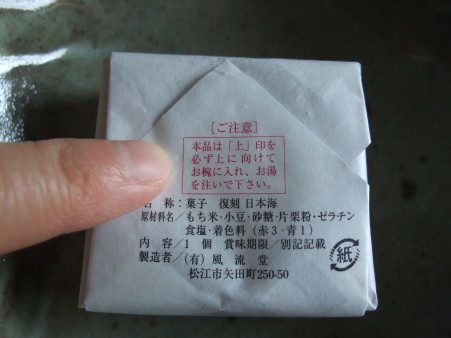 [ご注意]
本品は「上」印を
必ず上に向けて
お椀に入れ、お湯
を注いで下さい。
名　称:菓子　復刻 日本海
原材料名／もち米・小豆・砂糖・片栗粉・ゼラチン
食塩・着色料(赤3・青1)
内　容／1 個　賞味期限／別記記載
製造者／(有) 風 流 堂
松江市矢田町250-50
紙